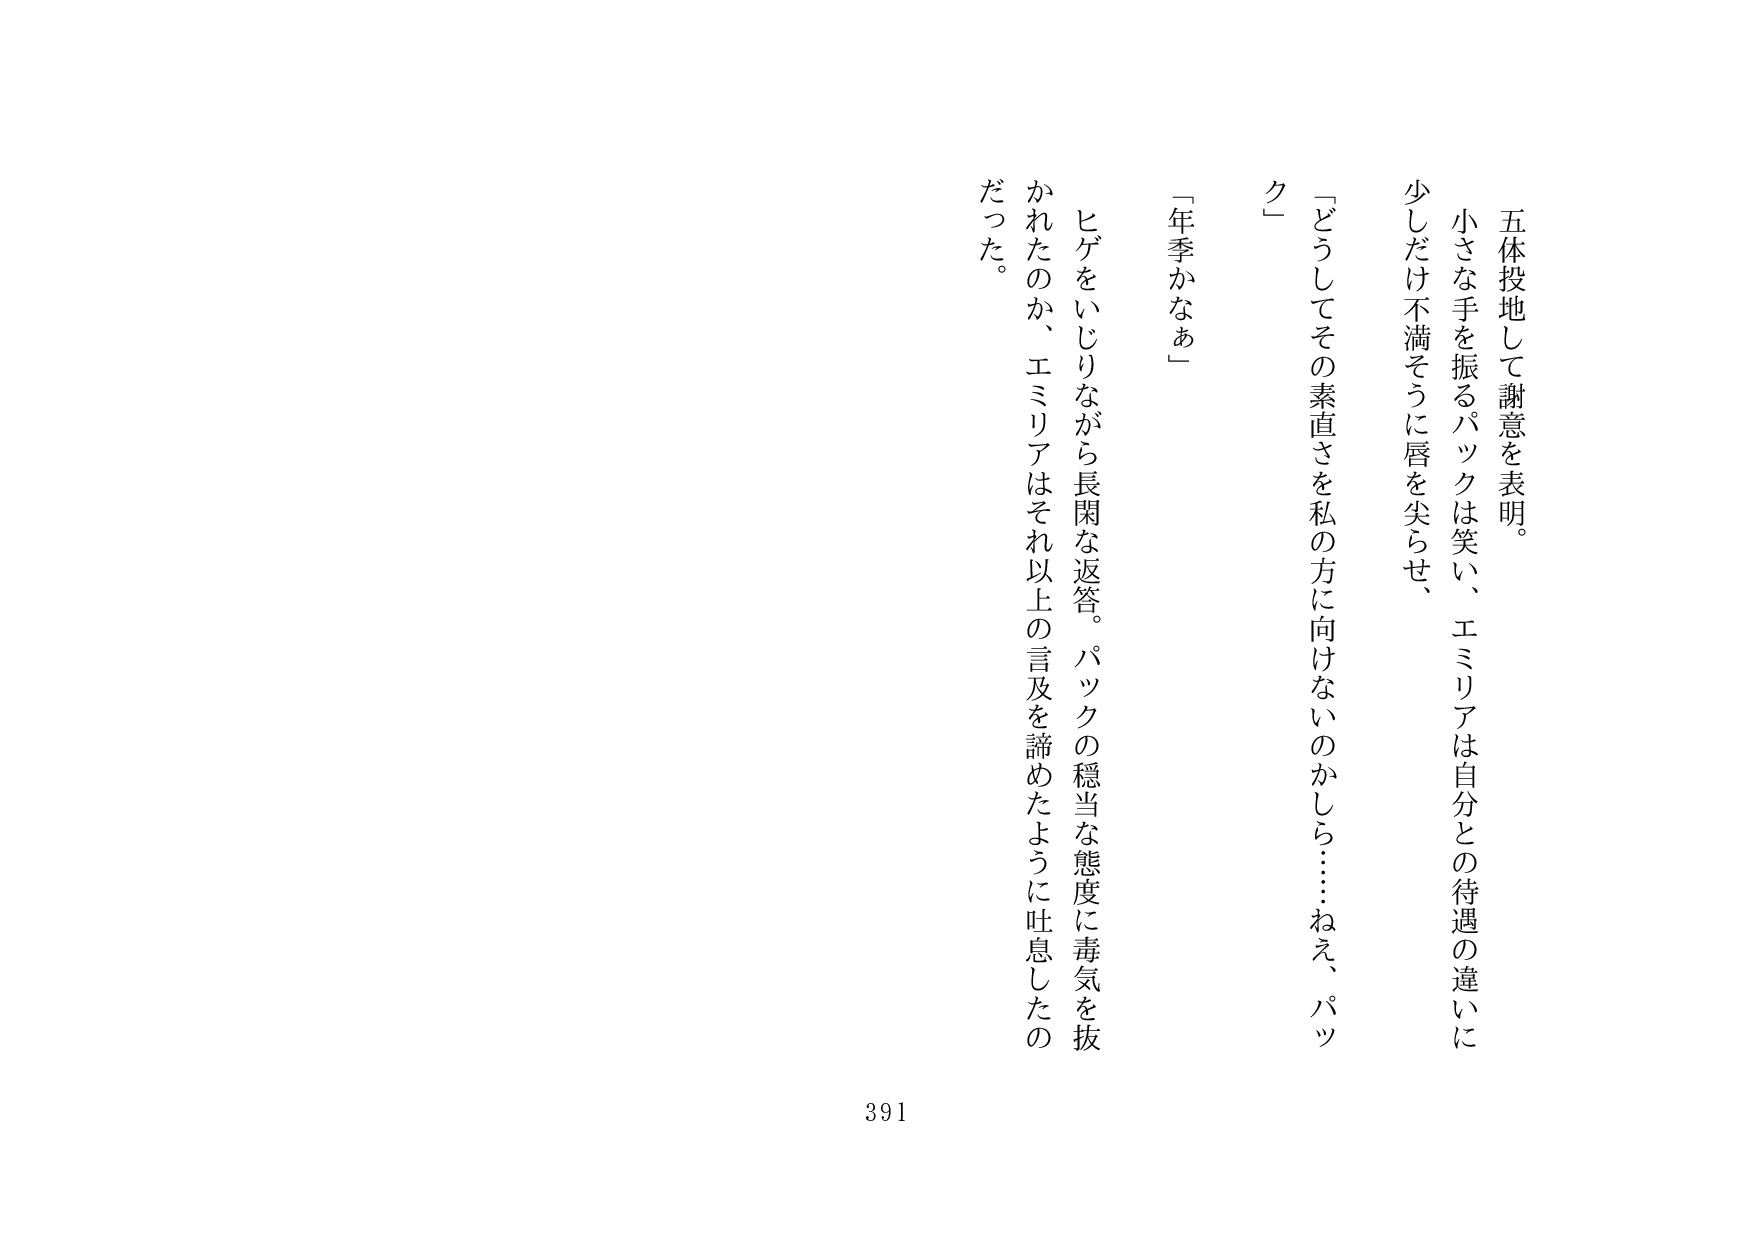 五体投地して謝意を表明。
小さな手を振るパックは笑い、エミリアは自分との待遇の違いに
少しだけ不満そうに唇を尖らせ、
「どうしてその素直さを私の方に向けないのかしら……ねえ、パッ
ク」
「年季かなぁ」
ヒゲをいじりながら長閑な返答。パックの穏当な態度に毒気を抜
かれたのか、エミリアはそれ以上の言及を諦めたように吐息したの
だった。
391